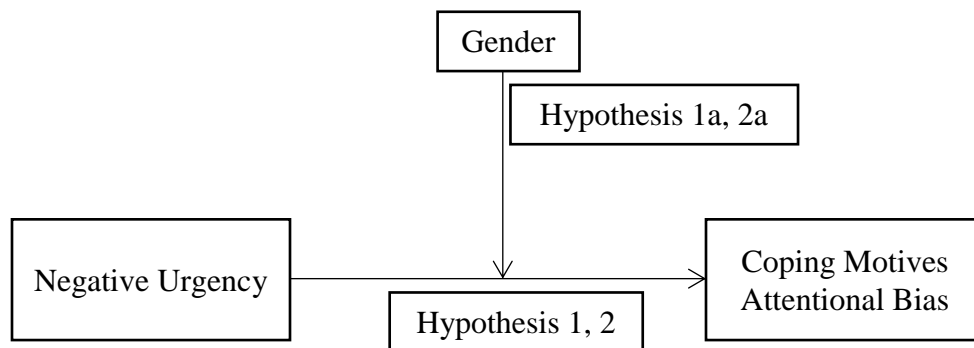 Gender
Hypothesis 1a, 2a
Negative Urgency
Coping Motives
Attentional Bias
Hypothesis 1, 2